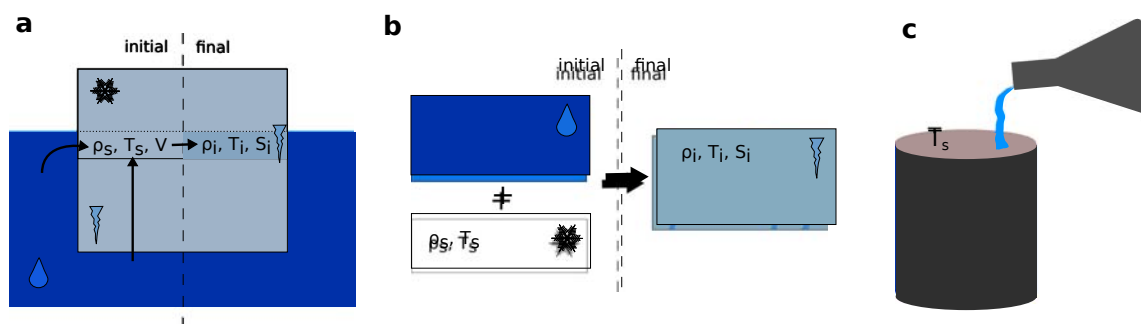 a
initial final
ρs, Ts, V
ρi, Ti, Si
b
initial final
+
ρs, Ts
ρi, Ti, Si
c
Ts